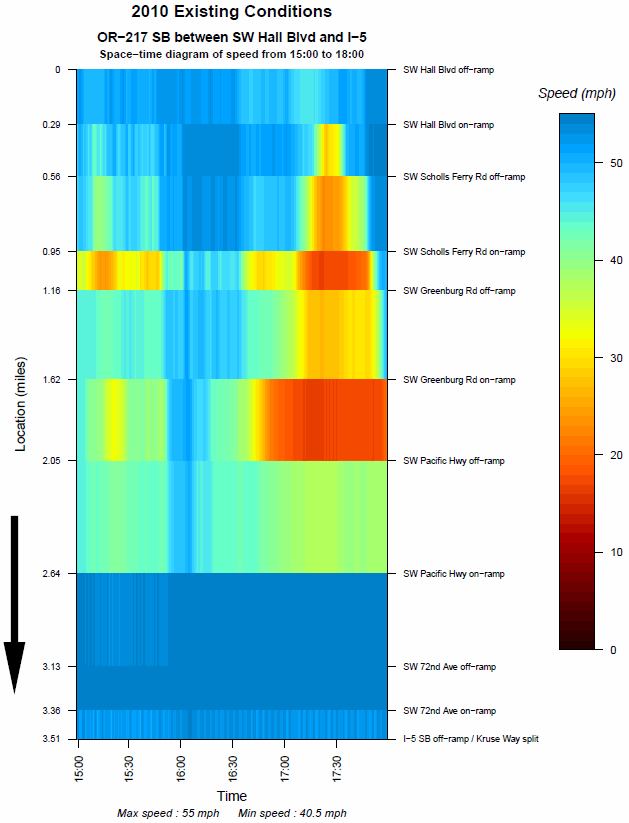 2010 Existing Conditions
OR−217 SB between SW Hall Blvd and I−5
Space−time diagram of speed from 15:00 to 18:00
0
0.29
0.56
0.95
1.16
1.62
2.05
2.64
3.13
3.36
3.51
Location (miles)
SW Hall Blvd off−ramp
SW Hall Blvd on−ramp
SW Scholls Ferry Rd off−ramp
SW Scholls Ferry Rd on−ramp
SW Greenburg Rd off−ramp
SW Greenburg Rd on−ramp
SW Pacific Hwy off−ramp
SW Pacific Hwy on−ramp
SW 72nd Ave off−ramp
SW 72nd Ave on−ramp
I−5 SB off−ramp / Kruse Way split
Speed (mph)
50
40
30
20
10
0
15:00
15:30
16:00
16:30
17:00
17:30
Time
Max speed : 55 mph Min speed : 40.5 mph